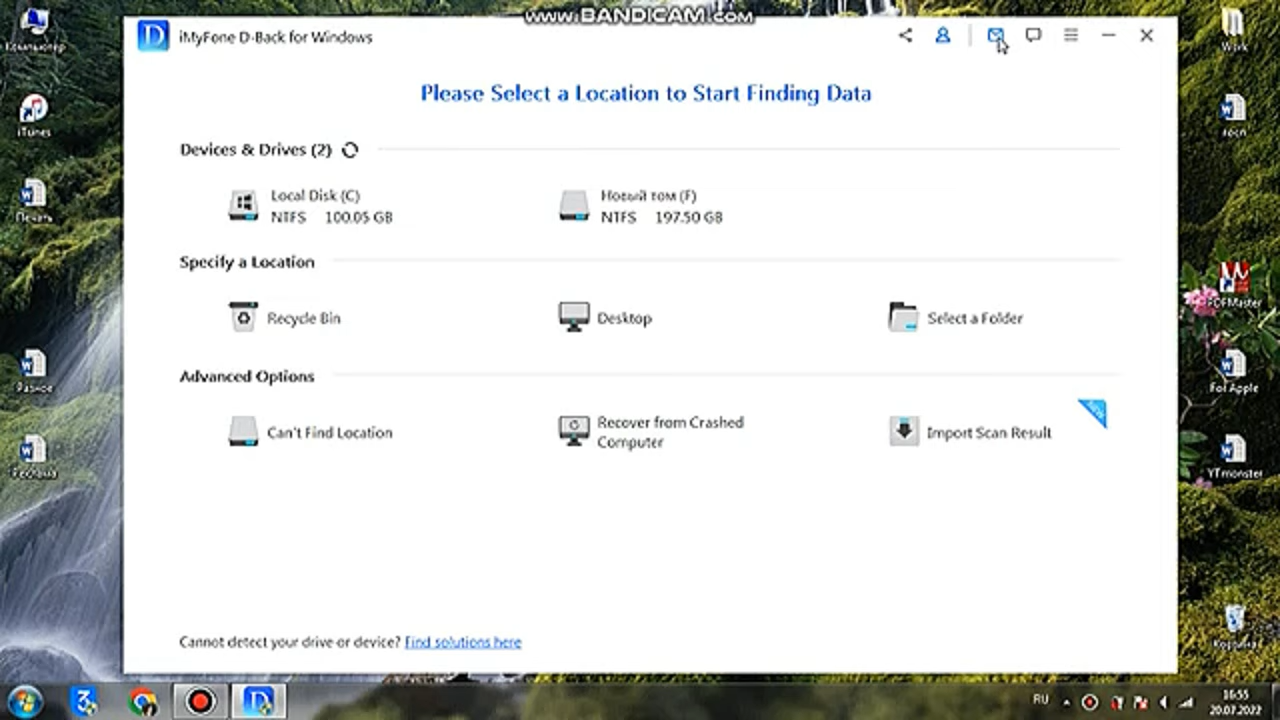 www.BANDICAM.com
iMyFone D-Back for Windows
Please Select a Location to Start Finding Data
Devices & Drives (2)
Local Disk (C)
NTFS 100.05 GB
Новый том (F)
NTFS 197.50 GB
Specify a Location
Recycle Bin
Desktop
Select a Folder
Advanced Options
Can't Find Location
Recover from Crashed
Computer
Import Scan Result
Cannot detect your drive or device? Find solutions here
Компьютер
iTunes
Печать
Разное
Реклама
Work
PDFMaster
For Apple
YTmonster
Корзина
RU
16:55
20.07.2022